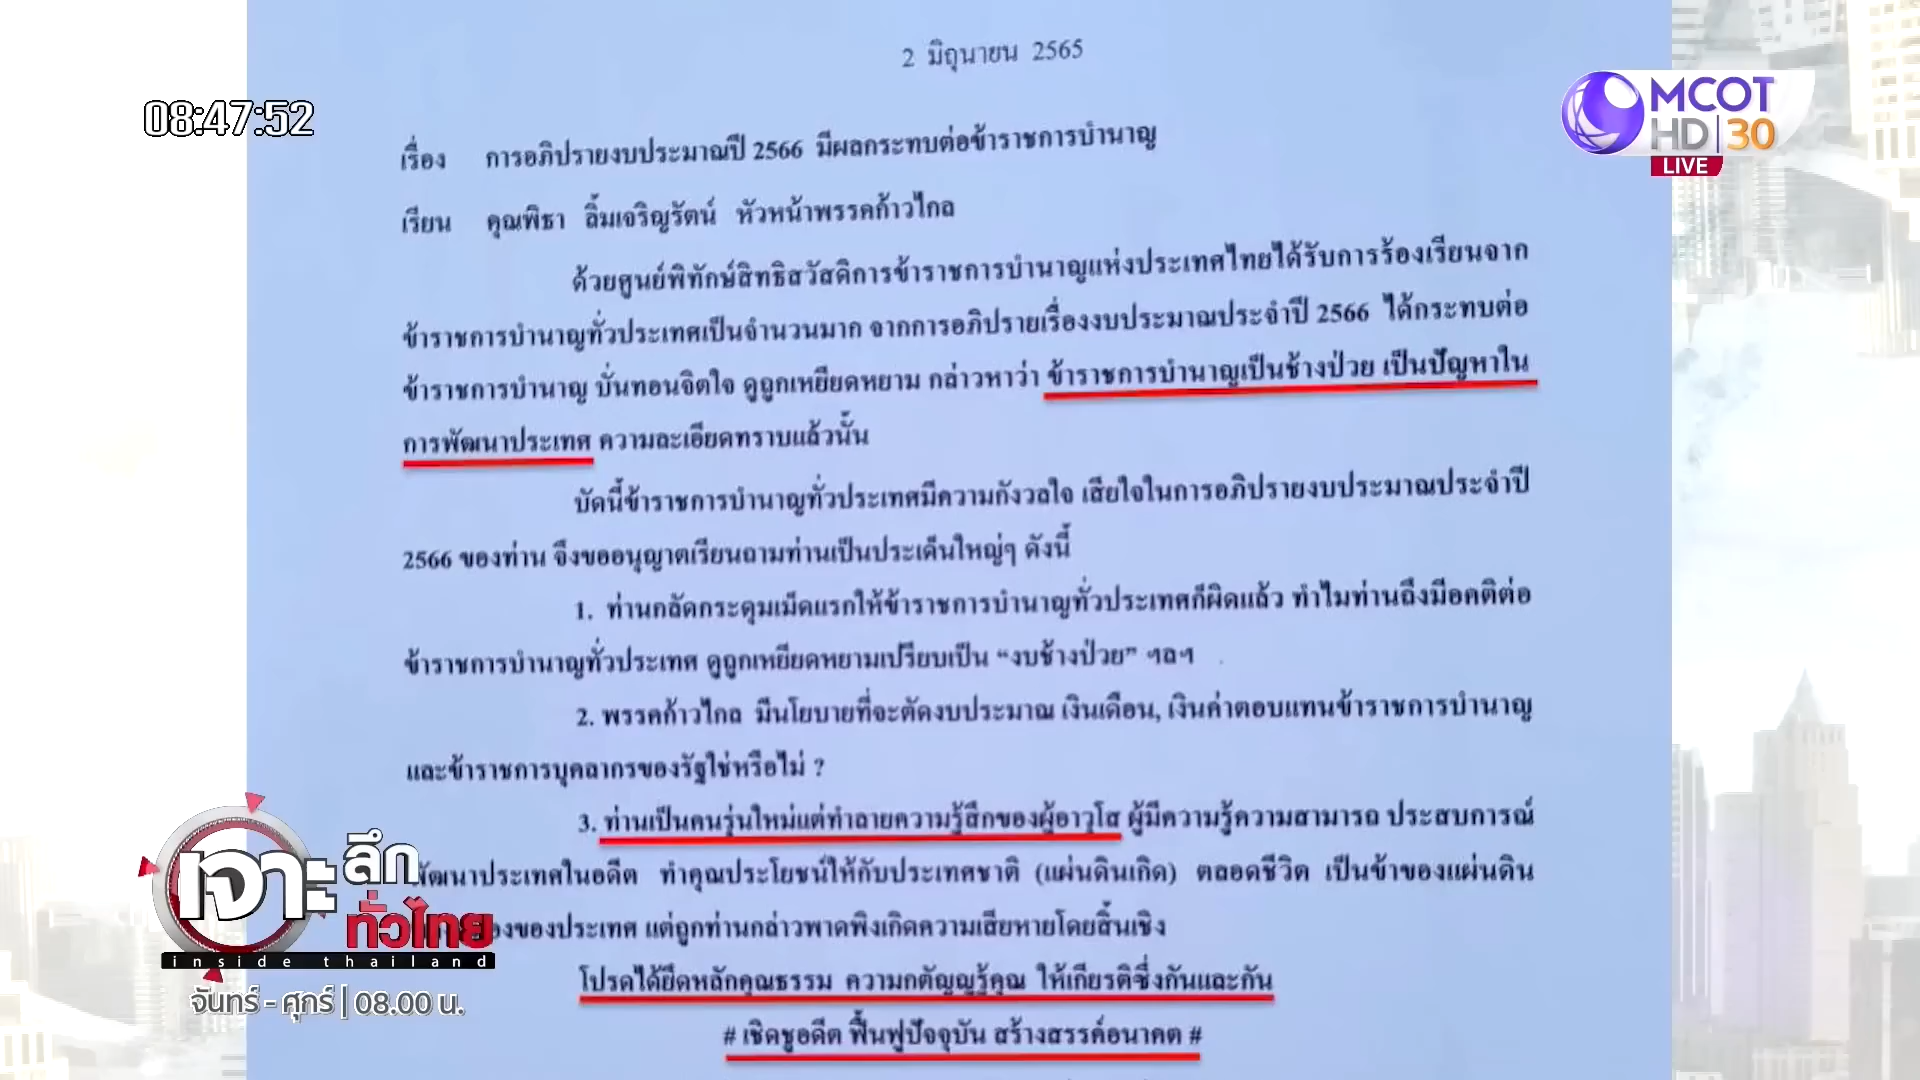 2 มิถุนายน 2565
08:47:52
MCOT
HD 30
LIVE
เรื่อง การอภิปรายงบประมาณปี 2566 มีผลกระทบต่อข้าราชการบำนาญ
เรียน คุณพิธา ลิ้มเจริญรัตน์ หัวหน้าพรรคก้าวไกล
ด้วยศูนย์พิทักษ์สิทธิสวัสดิการข้าราชการบำนาญแห่งประเทศไทยได้รับการร้องเรียนจาก
ข้าราชการบำนาญทั่วประเทศเป็นจำนวนมาก จากการอภิปรายเรื่องงบประมาณประจำปี 2566 ได้กระทบต่อ
ข้าราชการบำนาญ บั่นทอนจิตใจ ดูถูกเหยียดหยาม กล่าวหาว่า ข้าราชการบำนาญเป็นช้างป่วย เป็นปัญหาใน
การพัฒนาประเทศ ความละเอียดทราบแล้วนั้น
บัดนี้ข้าราชการบำนาญทั่วประเทศมีความกังวลใจ เสียใจในการอภิปรายงบประมาณประจำปี
2566 ของท่าน จึงขออนุญาตเรียนถามท่านเป็นประเด็นใหญ่ๆ ดังนี้
1. ท่านกลัดกระดุมเม็ดแรกให้ข้าราชการบำนาญทั่วประเทศก็ผิดแล้ว ทำไมท่านถึงมีอคติต่อ
ข้าราชการบำนาญทั่วประเทศ ดูถูกเหยียดหยามเปรียบเป็น “งบช้างป่วย” ฯลฯ
2. พรรคก้าวไกล มีนโยบายที่จะตัดงบประมาณ เงินเดือน, เงินค่าตอบแทนข้าราชการบำนาญ
และข้าราชการบุคลากรของรัฐใช่หรือไม่ ?
3. ท่านเป็นคนรุ่นใหม่แต่ทำลายความรู้สึกของผู้อาวุโส ผู้มีความรู้ความสามารถ ประสบการณ์
พัฒนาประเทศในอดีต ทำคุณประโยชน์ให้กับประเทศชาติ (แผ่นดินเกิด) ตลอดชีวิต เป็นข้าของแผ่นดิน
ของประเทศ แต่ถูกท่านกล่าวพาดพิงเกิดความเสียหายโดยสิ้นเชิง
โปรดได้ยึดหลักคุณธรรม ความกตัญญูรู้คุณ ให้เกียรติซึ่งกันและกัน
# เชิดชูอดีต ฟื้นฟูปัจจุบัน สร้างสรรค์อนาคต #
เจาะลึก
ทั่วไทย
inside thailand
จันทร์ - ศุกร์ | 08.00 น.